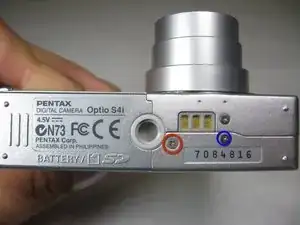 PENTAX
DIGITAL CAMERA Optio S4i
4.5V
N73 FC CE
PENTAX Corp.
ASSEMBLED IN PHILIPPINES
BATTERY/ SD
7084816